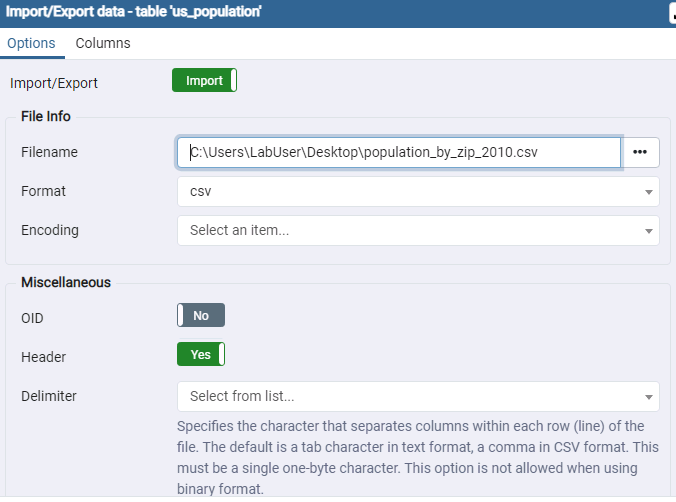 Import/Export data - table 'us_population'
Options Columns
Import/Export Import
File Info
Filename C:\Users\LabUser\Desktop\population_by_zip_2010.csv •••
Format csv
Encoding Select an item...
Miscellaneous
OID No
Header Yes
Delimiter Select from list...
Specifies the character that separates columns within each row (line) of the
file. The default is a tab character in text format, a comma in CSV format. This
must be a single one-byte character. This option is not allowed when using
binary format.